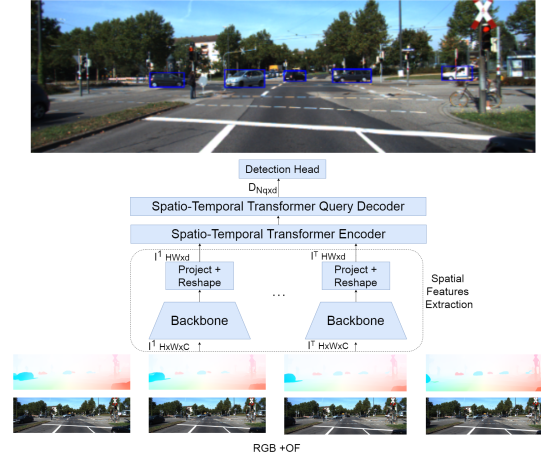 Detection Head
D Nqxd
Spatio-Temporal Transformer Query Decoder
Spatio-Temporal Transformer Encoder
I¹ HWxd
Iᵀ HWxd
Project +
Reshape
...
Project +
Reshape
Spatial
Features
Extraction
Backbone
Backbone
I¹ HxWxC
Iᵀ HxWxC
RGB +OF